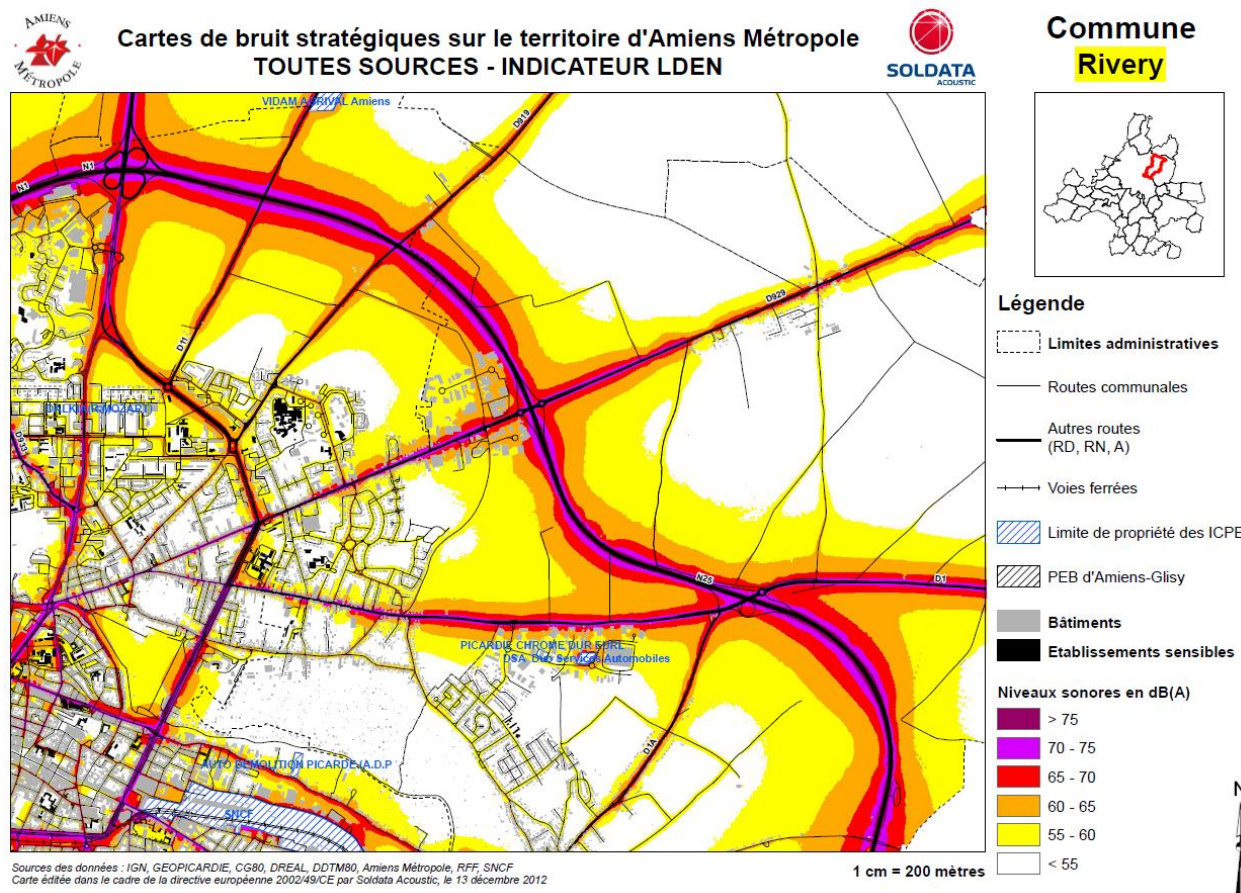 AMIENS
MÉTROPOLE
Cartes de bruit stratégiques sur le territoire d'Amiens Métropole
TOUTES SOURCES - INDICATEUR LDEN
SOLDATA
ACOUSTIC
Commune
Rivery
VIDAM AGRIVAL Amiens
D919
N1
N1
D929
D11
D933
N25
D1
PICARDIE CHROME DUR EURL
DSA Duo Services Automobiles
D1A
AUTO DEMOLITION PICARDE (A.D.P
SNCF
Légende
Limites administratives
Routes communales
Autres routes
(RD, RN, A)
Voies ferrées
Limite de propriété des ICPE
PEB d'Amiens-Glisy
Bâtiments
Etablissements sensibles
Niveaux sonores en dB(A)
> 75
70 - 75
65 - 70
60 - 65
55 - 60
< 55
N
Sources des données : IGN, GEOPICARDIE, CG80, DREAL, DDTM80, Amiens Métropole, RFF, SNCF
Carte éditée dans le cadre de la directive européenne 2002/49/CE par Soldata Acoustic, le 13 décembre 2012
1 cm = 200 mètres